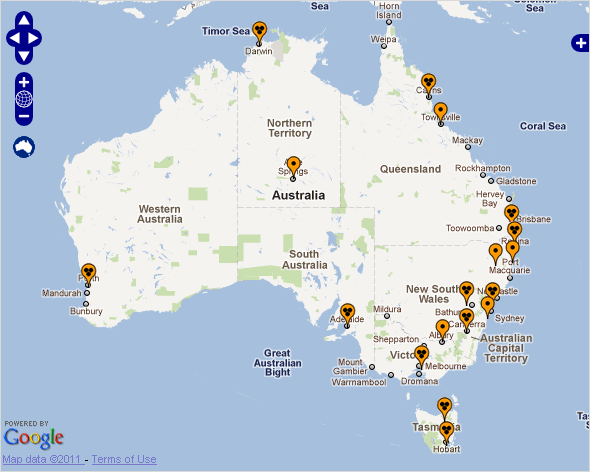 Sea
Solomon
Sea
Horn
Island
Timor Sea
Weipa
Darwin
Cairns
Townsville
Coral Sea
Northern
Territory
Mackay
Alice
Springs
Queensland
Rockhampton
Gladstone
Australia
Hervey
Bay
Western
Australia
Brisbane
Toowoomba
South
Australia
Port
Macquarie
Perth
Mandurah
Bunbury
New South
Wales
Newcastle
Mildura
Bathurst
Adelaide
Sydney
Canberra
Albury
Shepparton
Australian
Capital
Territory
Great
Australian
Bight
Victoria
Mount
Gambier
Melbourne
Warrnambool
Dromana
Tasmania
Hobart
POWERED BY
Google
Map data ©2011 - Terms of Use